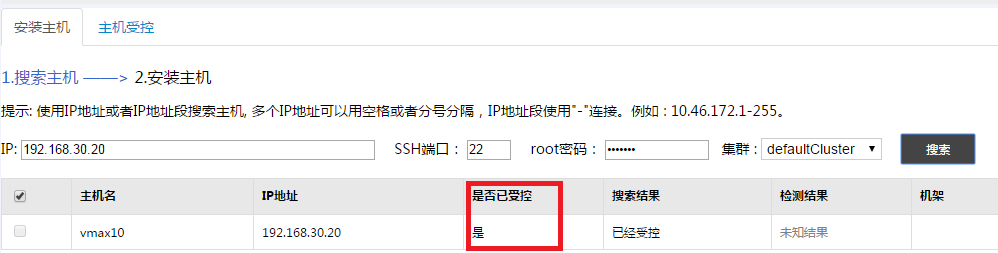 安装主机 主机受控
1.搜索主机 ——> 2.安装主机
提示: 使用IP地址或者IP地址段搜索主机, 多个IP地址可以用空格或者分号分隔，IP地址段使用"-"连接。例如：10.46.172.1-255。
IP: 192.168.30.20 SSH端口： 22 root密码： ••••••• 集群： defaultCluster 搜索
主机名 IP地址 是否已受控 搜索结果 检测结果 机架
vmax10 192.168.30.20 是 已经受控 未知结果